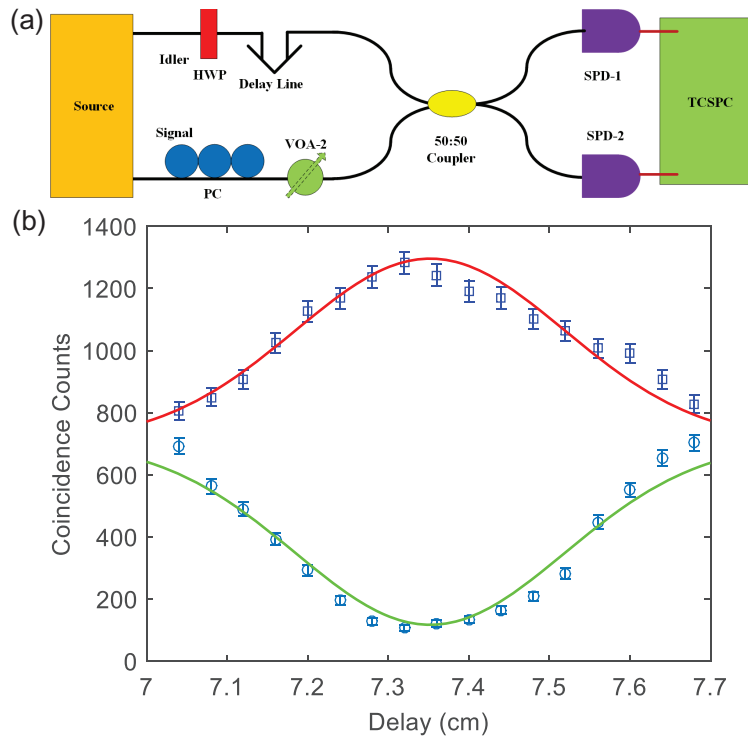 (a)
Source
Idler
HWP
Delay Line
Signal
PC
VOA-2
50:50
Coupler
SPD-1
SPD-2
TCSPC
(b)
1400
1200
1000
800
600
400
200
0
Coincidence Counts
7
7.1
7.2
7.3
7.4
7.5
7.6
7.7
Delay (cm)